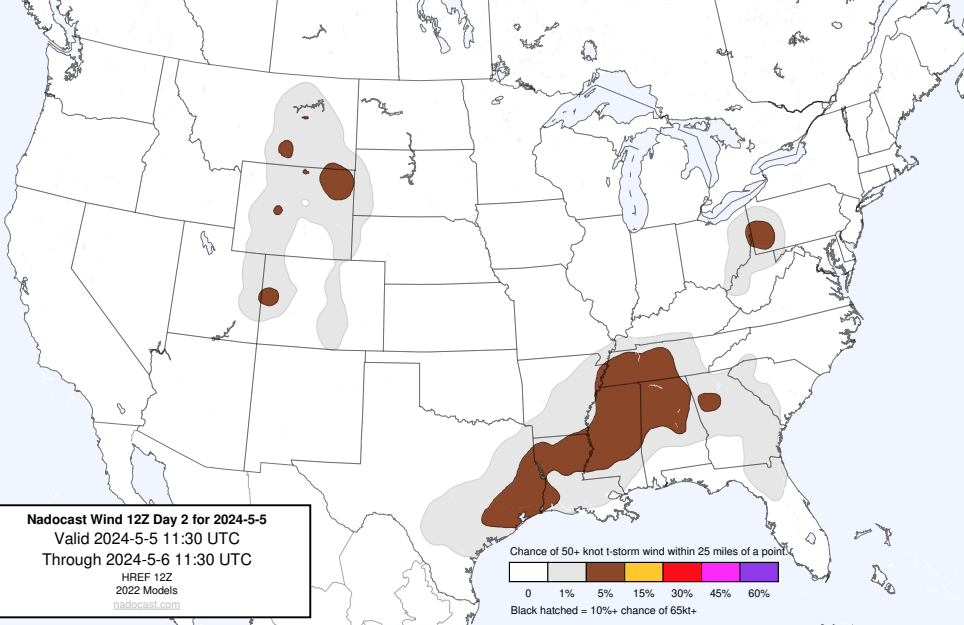 Nadocast Wind 12Z Day 2 for 2024-5-5
Valid 2024-5-5 11:30 UTC
Through 2024-5-6 11:30 UTC
HREF 12Z
2022 Models
nadocast.com
Chance of 50+ knot t-storm wind within 25 miles of a point.
0 1% 5% 15% 30% 45% 60%
Black hatched = 10%+ chance of 65kt+